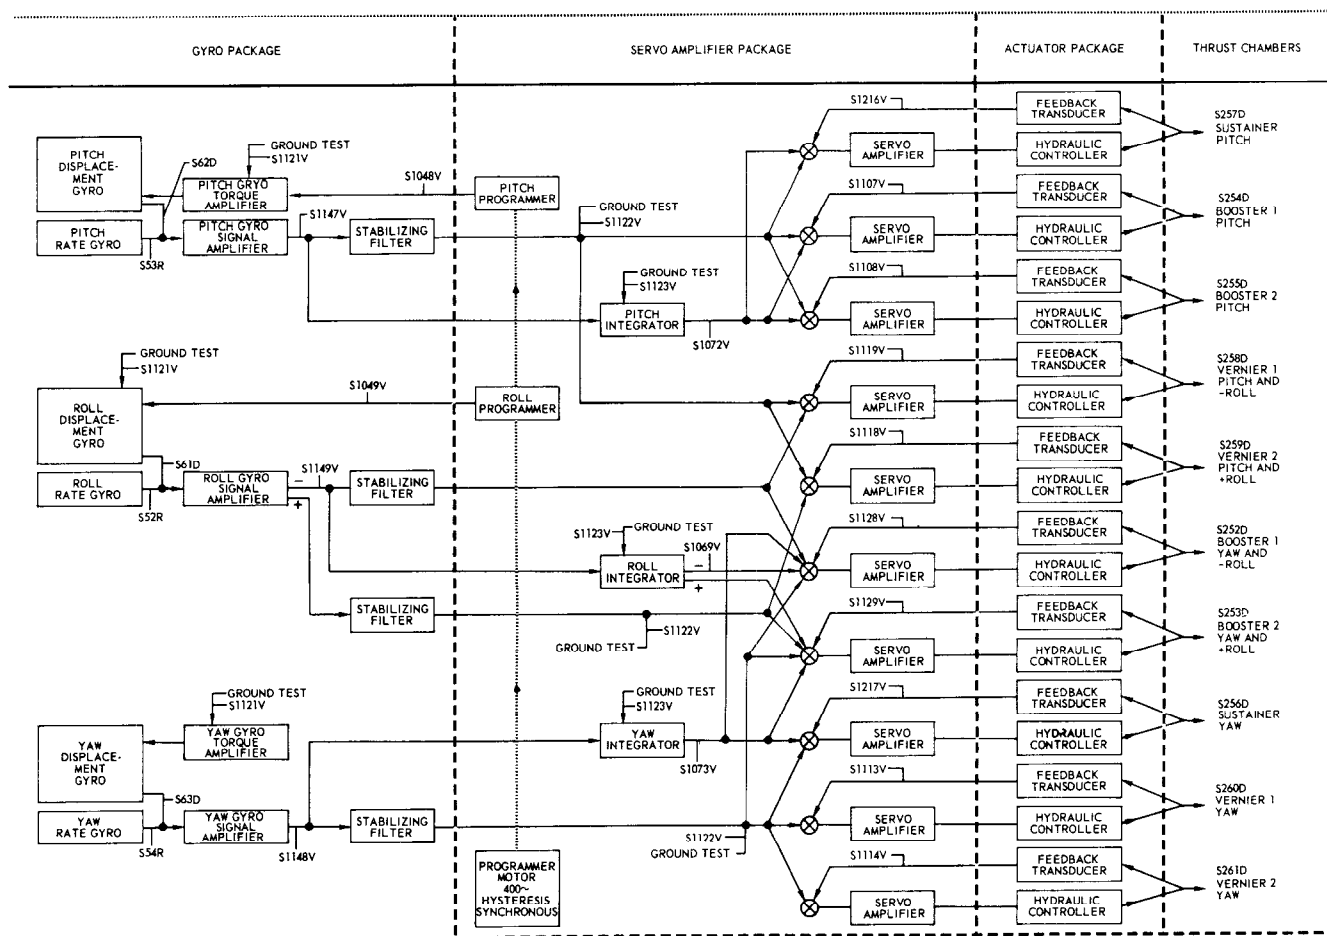 GYRO PACKAGE
SERVO AMPLIFIER PACKAGE
ACTUATOR PACKAGE
THRUST CHAMBERS
PITCH
DISPLACE-
MENT
GYRO
S62D
GROUND TEST
S1121V
PITCH GRYO
TORQUE
AMPLIFIER
S1048V
PITCH
PROGRAMMER
PITCH
RATE GYRO
S53R
PITCH GYRO
SIGNAL
AMPLIFIER
S1147V
STABILIZING
FILTER
GROUND TEST
S1122V
GROUND TEST
S1123V
PITCH
INTEGRATOR
S1072V
S1216V
SERVO
AMPLIFIER
FEEDBACK
TRANSDUCER
HYDRAULIC
CONTROLLER
S257D
SUSTAINER
PITCH
S1107V
SERVO
AMPLIFIER
FEEDBACK
TRANSDUCER
HYDRAULIC
CONTROLLER
S254D
BOOSTER 1
PITCH
S1108V
SERVO
AMPLIFIER
FEEDBACK
TRANSDUCER
HYDRAULIC
CONTROLLER
S255D
BOOSTER 2
PITCH
GROUND TEST
S1121V
ROLL
DISPLACE-
MENT
GYRO
S1049V
ROLL
PROGRAMMER
S61D
ROLL
RATE GYRO
S52R
ROLL GYRO
SIGNAL
AMPLIFIER
-
+
S1149V
STABILIZING
FILTER
GROUND TEST
S1123V
ROLL
INTEGRATOR
S1069V
-
+
STABILIZING
FILTER
S1122V
GROUND TEST
S1119V
SERVO
AMPLIFIER
FEEDBACK
TRANSDUCER
HYDRAULIC
CONTROLLER
S258D
VERNIER 1
PITCH AND
-ROLL
S1118V
SERVO
AMPLIFIER
FEEDBACK
TRANSDUCER
HYDRAULIC
CONTROLLER
S259D
VERNIER 2
PITCH AND
+ROLL
S1128V
SERVO
AMPLIFIER
FEEDBACK
TRANSDUCER
HYDRAULIC
CONTROLLER
S252D
BOOSTER 1
YAW AND
-ROLL
S1129V
SERVO
AMPLIFIER
FEEDBACK
TRANSDUCER
HYDRAULIC
CONTROLLER
S253D
BOOSTER 2
YAW AND
+ROLL
GROUND TEST
S1121V
YAW
DISPLACE-
MENT
GYRO
YAW GYRO
TORQUE
AMPLIFIER
S63D
YAW
RATE GYRO
S54R
YAW GYRO
SIGNAL
AMPLIFIER
S1148V
STABILIZING
FILTER
GROUND TEST
S1123V
YAW
INTEGRATOR
S1073V
S1122V
GROUND TEST
PROGRAMMER
MOTOR
400~
HYSTERESIS
SYNCHRONOUS
S1217V
SERVO
AMPLIFIER
FEEDBACK
TRANSDUCER
HYDRAULIC
CONTROLLER
S256D
SUSTAINER
YAW
S1113V
SERVO
AMPLIFIER
FEEDBACK
TRANSDUCER
HYDRAULIC
CONTROLLER
S260D
VERNIER 1
YAW
S1114V
SERVO
AMPLIFIER
FEEDBACK
TRANSDUCER
HYDRAULIC
CONTROLLER
S261D
VERNIER 2
YAW